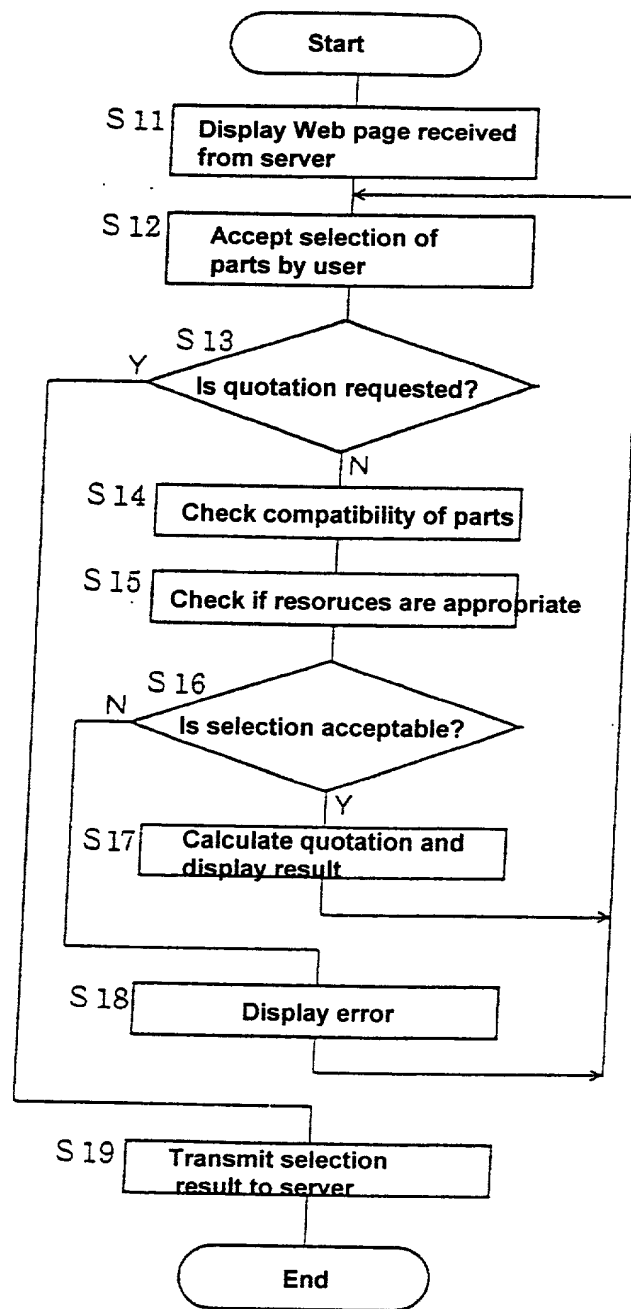 Start
S11
Display Web page received
from server
S12
Accept selection of
parts by user
S13
Y
Is quotation requested?
N
S14
Check compatibility of parts
S15
Check if resoruces are appropriate
S16
N
Is selection acceptable?
Y
S17
Calculate quotation and
display result
S18
Display error
S19
Transmit selection
result to server
End